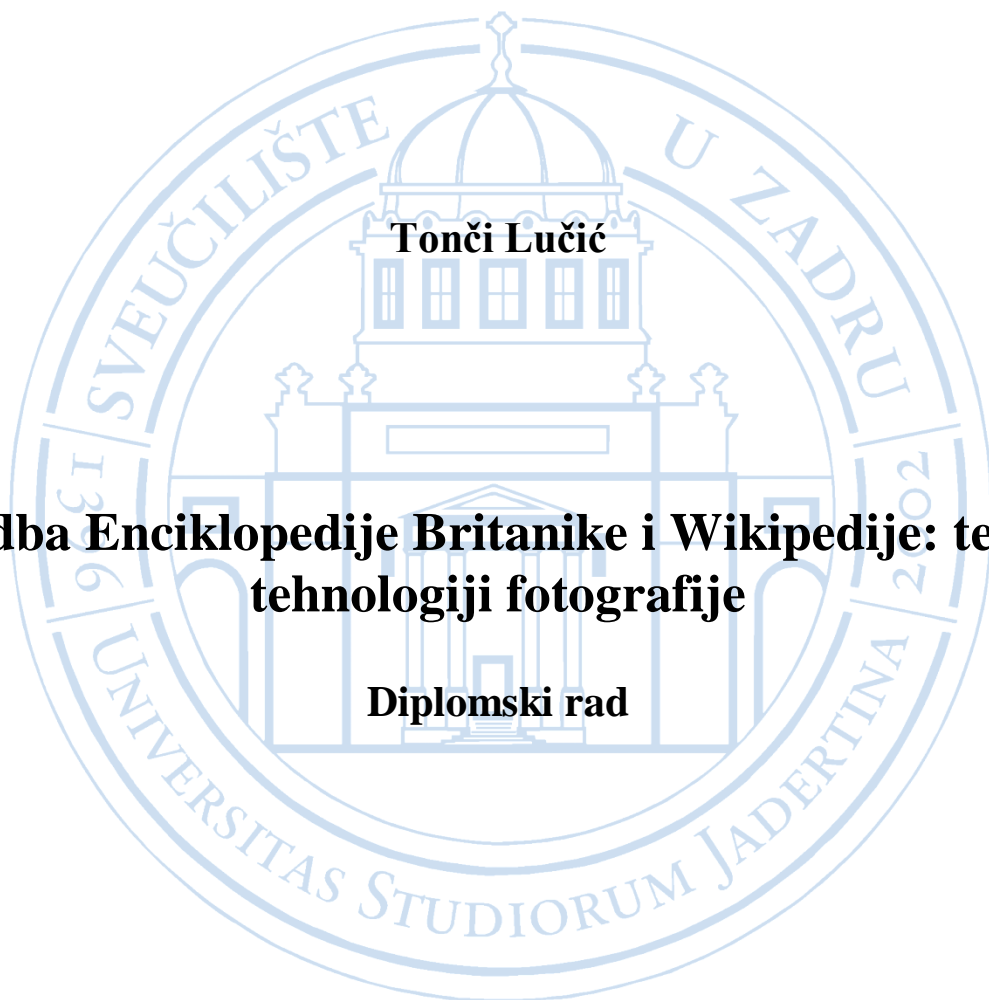 SVEUČILIŠTE U ZADRU
Tonči Lučić
1396
2002
dba Enciklopedije Britanike i Wikipedije: te
tehnologiji fotografije
Diplomski rad
UNIVERSITAS STUDIORUM JADERTINA